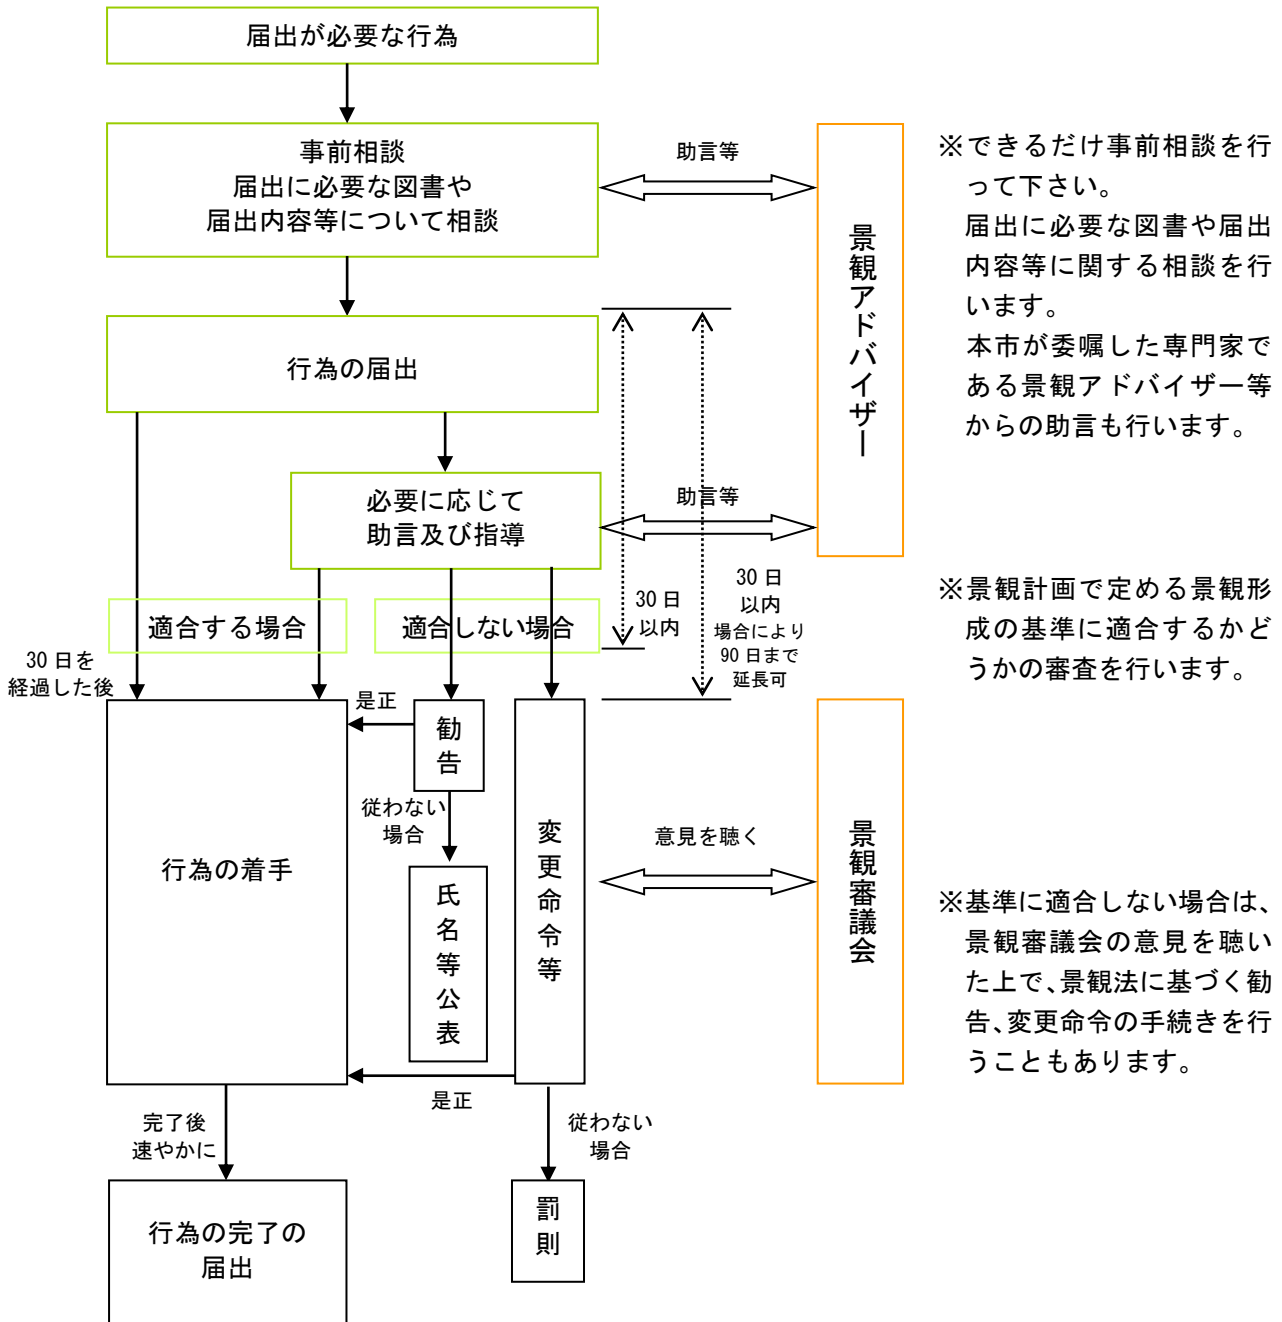 届出が必要な行為
事前相談
届出に必要な図書や
届出内容等について相談
助言等
景観アドバイザー
※できるだけ事前相談を行
って下さい。
届出に必要な図書や届出
内容等に関する相談を行
います。
本市が委嘱した専門家で
ある景観アドバイザー等
からの助言も行います。
行為の届出
必要に応じて
助言及び指導
助言等
30日
以内
30日
以内
場合により
90日まで
延長可
※景観計画で定める景観形
成の基準に適合するかど
うかの審査を行います。
適合する場合
適合しない場合
30日を
経過した後
行為の着手
是正
勧告
従わない
場合
氏名等公表
変更命令等
意見を聴く
景観審議会
※基準に適合しない場合は、
景観審議会の意見を聴い
た上で、景観法に基づく勧
告、変更命令の手続きを行
うこともあります。
是正
完了後
速やかに
従わない
場合
行為の完了の
届出
罰則